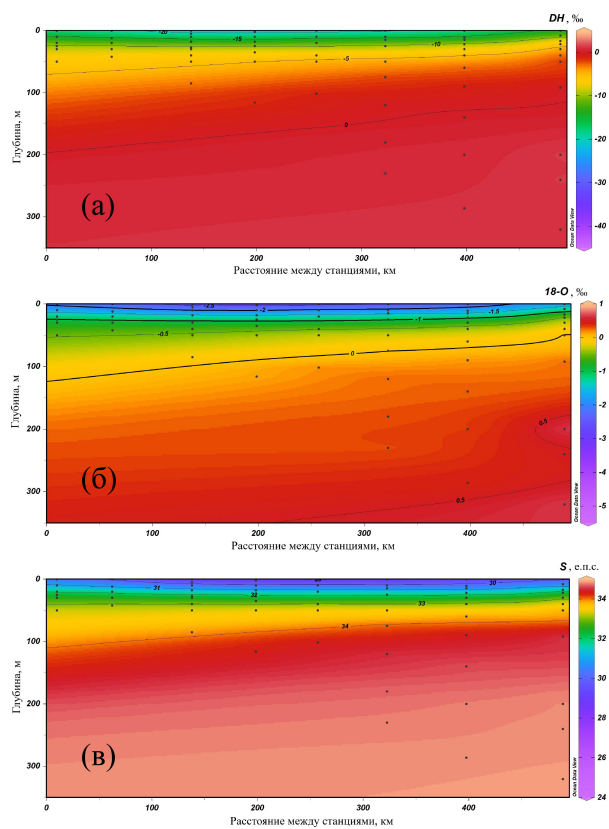 DH , ‰
-20
-15
-10
-5
0
Глубина, м
0
100
200
300
(а)
0
-10
-20
-30
-40
Ocean Data View
0 100 200 300 400
Расстояние между станциями, км
18-O , ‰
-2.5
-2
-1.5
-1
-0.5
0
0.5
0.5
Глубина, м
0
100
200
300
(б)
1
0
-1
-2
-3
-4
-5
Ocean Data View
0 100 200 300 400
Расстояние между станциями, км
S , е.п.с.
30
31
32
33
34
Глубина, м
0
100
200
300
(в)
34
32
30
28
26
24
Ocean Data View
0 100 200 300 400
Расстояние между станциями, км